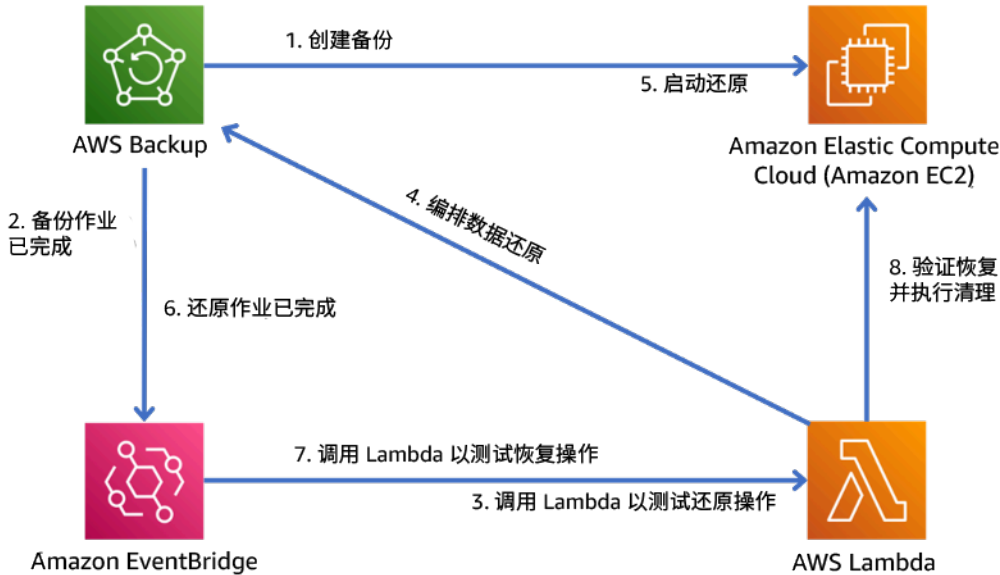 1. 创建备份
5. 启动还原
AWS Backup
Amazon Elastic Compute
Cloud (Amazon EC2)
2. 备份作业
已完成
4. 编排数据还原
6. 还原作业已完成
8. 验证恢复
并执行清理
7. 调用 Lambda 以测试恢复操作
3. 调用 Lambda 以测试还原操作
Amazon EventBridge
AWS Lambda